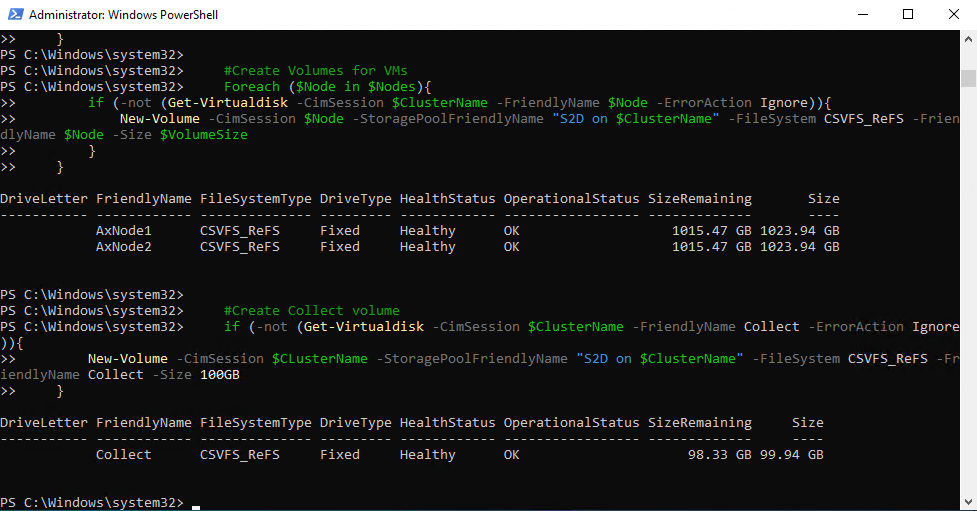 Administrator: Windows PowerShell
>>     }
PS C:\Windows\system32>
PS C:\Windows\system32>     #Create Volumes for VMs
PS C:\Windows\system32>     Foreach ($Node in $Nodes){
>>         if (-not (Get-Virtualdisk -CimSession $ClusterName -FriendlyName $Node -ErrorAction Ignore)){
>>             New-Volume -CimSession $Node -StoragePoolFriendlyName "S2D on $ClusterName" -FileSystem CSVFS_ReFS -Frien
dlyName $Node -Size $VolumeSize
>>         }
>>     }
DriveLetter FriendlyName FileSystemType DriveType HealthStatus OperationalStatus SizeRemaining       Size
----------- ------------ -------------- --------- ------------ ----------------- -------------       ----
            AxNode1      CSVFS_ReFS     Fixed     Healthy      OK                   1015.47 GB 1023.94 GB
            AxNode2      CSVFS_ReFS     Fixed     Healthy      OK                   1015.47 GB 1023.94 GB
PS C:\Windows\system32>
PS C:\Windows\system32>     #Create Collect volume
PS C:\Windows\system32>     if (-not (Get-Virtualdisk -CimSession $ClusterName -FriendlyName Collect -ErrorAction Ignore
)){
>>         New-Volume -CimSession $CLusterName -StoragePoolFriendlyName "S2D on $ClusterName" -FileSystem CSVFS_ReFS -Fr
iendlyName Collect -Size 100GB
>>     }
DriveLetter FriendlyName FileSystemType DriveType HealthStatus OperationalStatus SizeRemaining     Size
----------- ------------ -------------- --------- ------------ ----------------- -------------     ----
            Collect      CSVFS_ReFS     Fixed     Healthy      OK                     98.33 GB 99.94 GB
PS C:\Windows\system32>